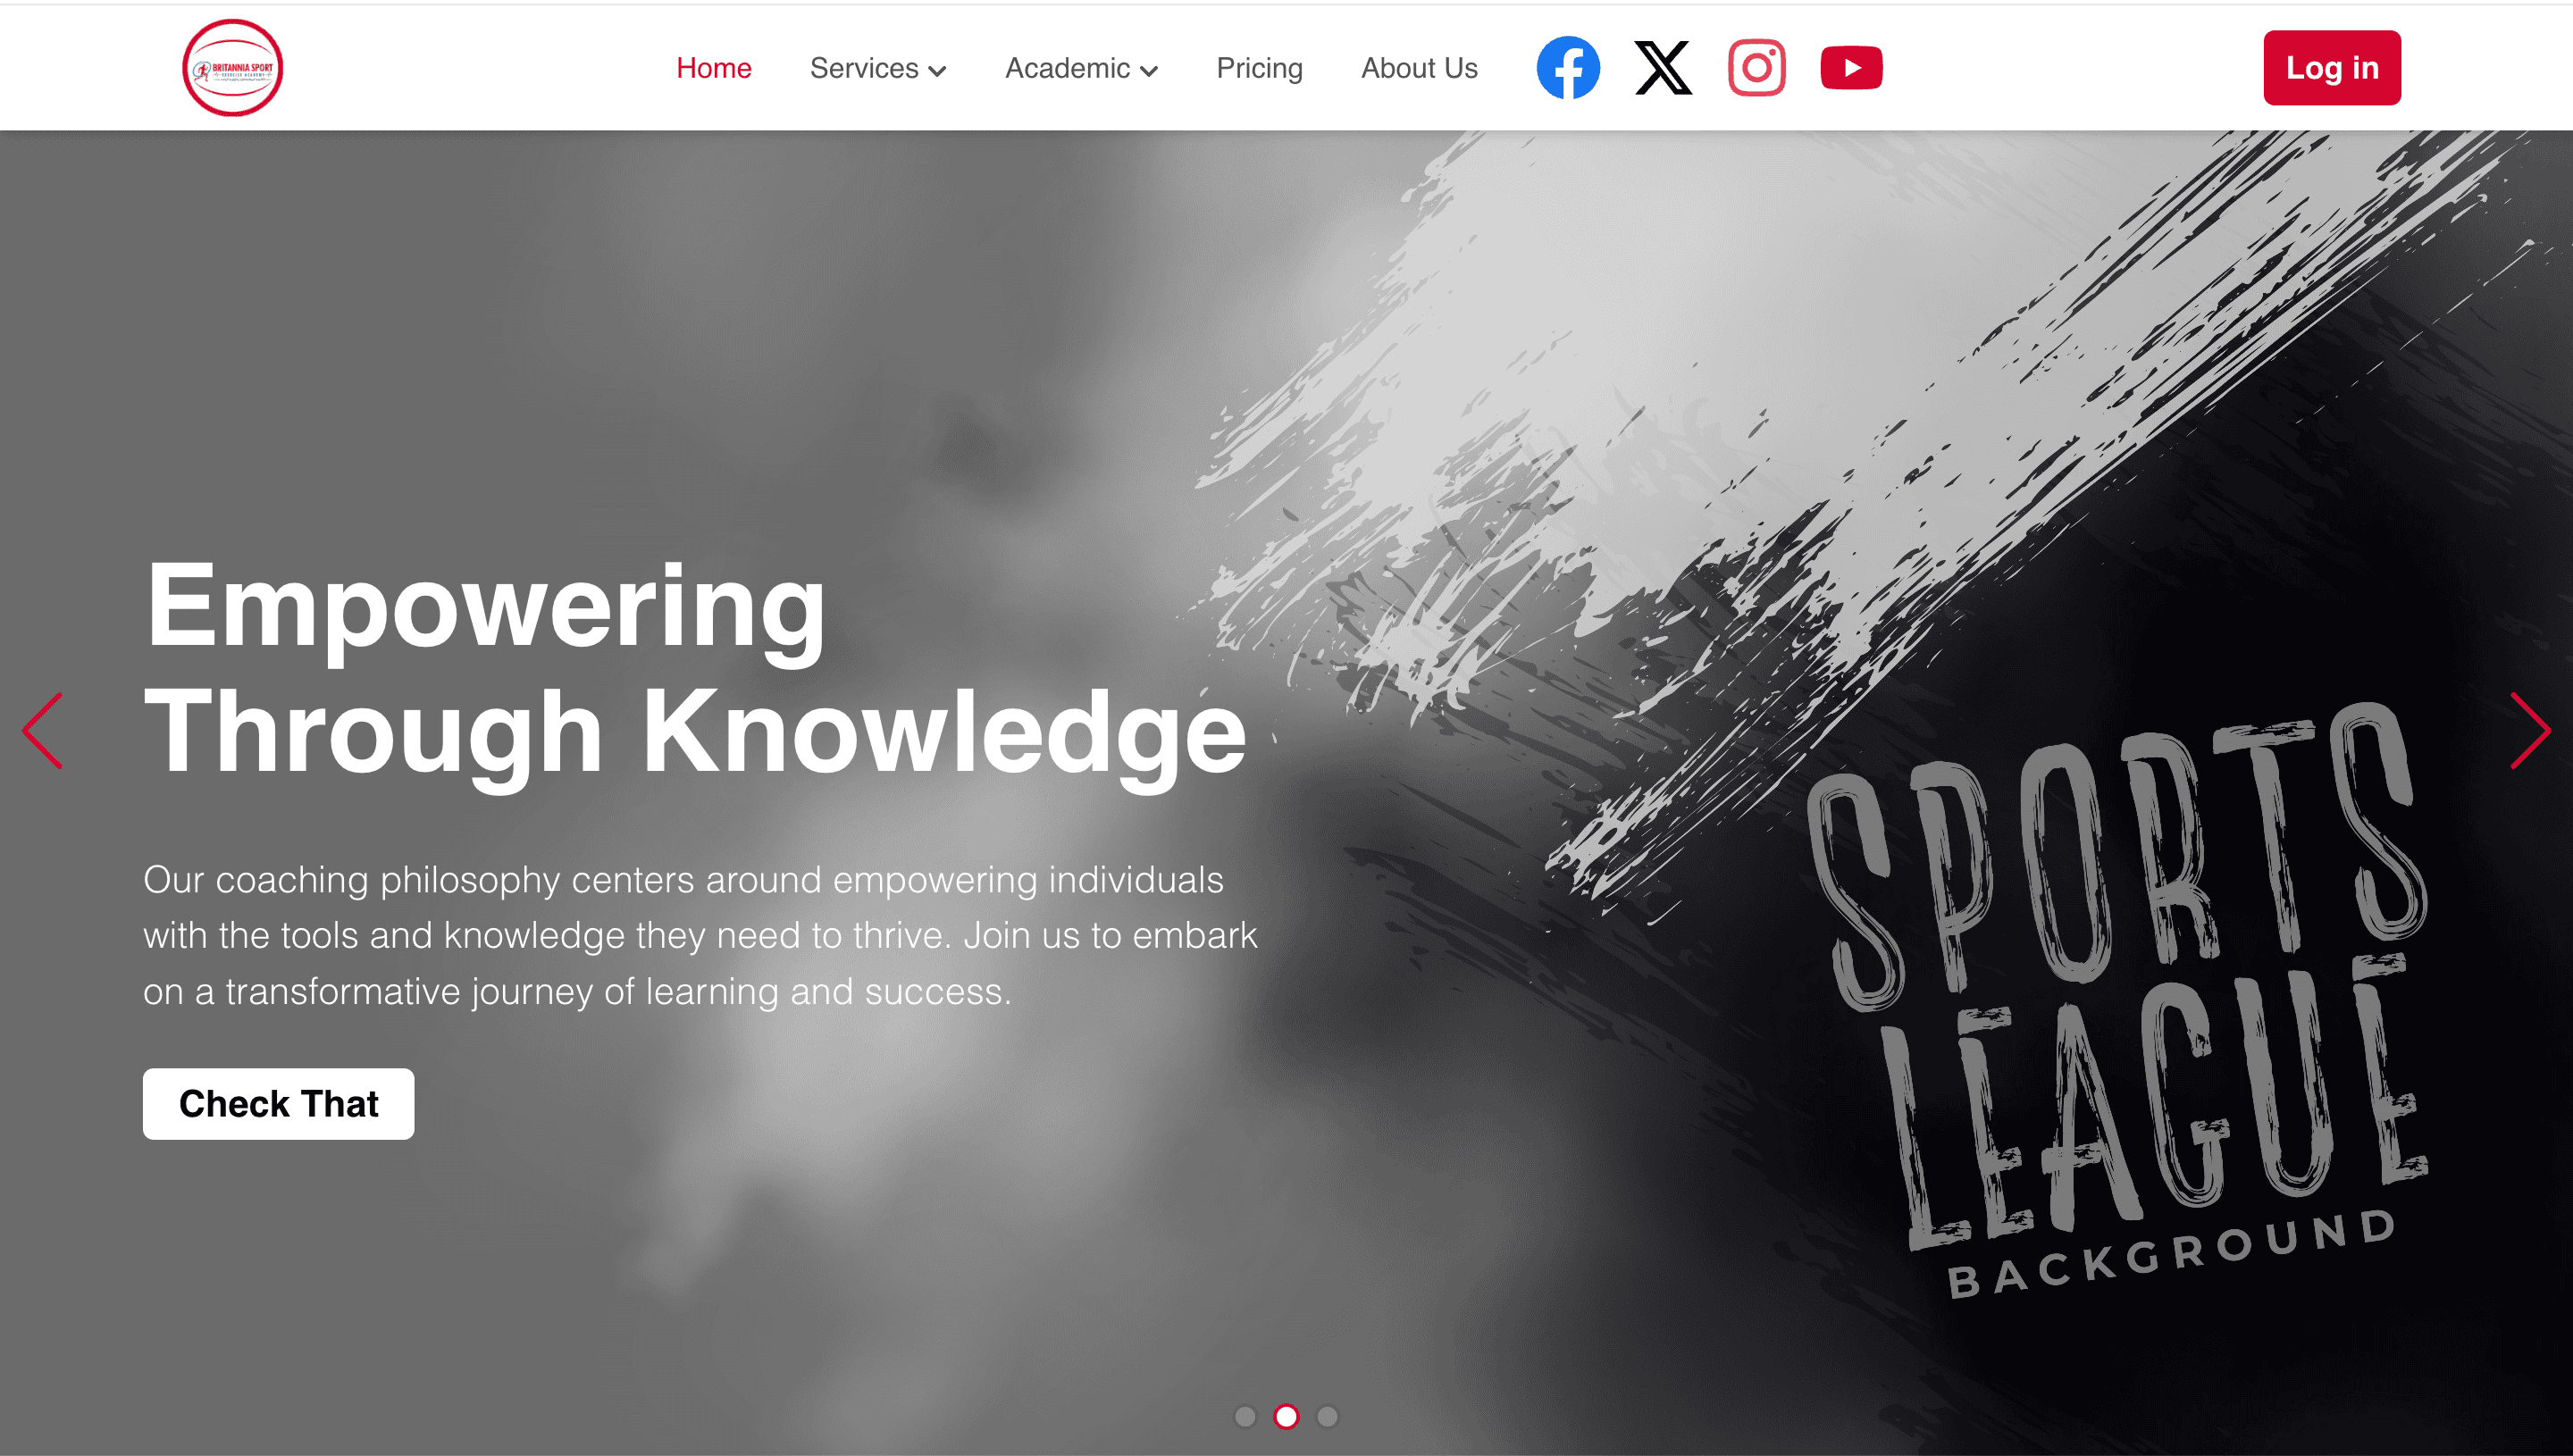 BRITANNIA SPORT
Home
Services
Academic
Pricing
About Us
Log in
Empowering
Through Knowledge
Our coaching philosophy centers around empowering individuals
with the tools and knowledge they need to thrive. Join us to embark
on a transformative journey of learning and success.
Check That
SPORTS
LEAGUE
BACKGROUND